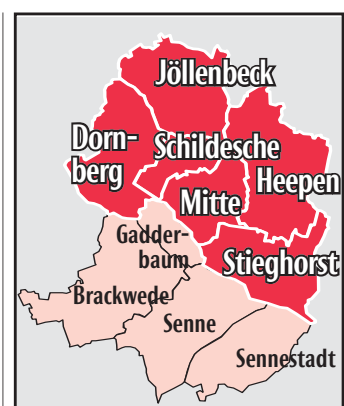 Jöllenbeck
Dorn-
berg
Schildesche
Heepen
Mitte
Gadder-
baum
Stieghorst
Brackwede
Senne
Sennestadt